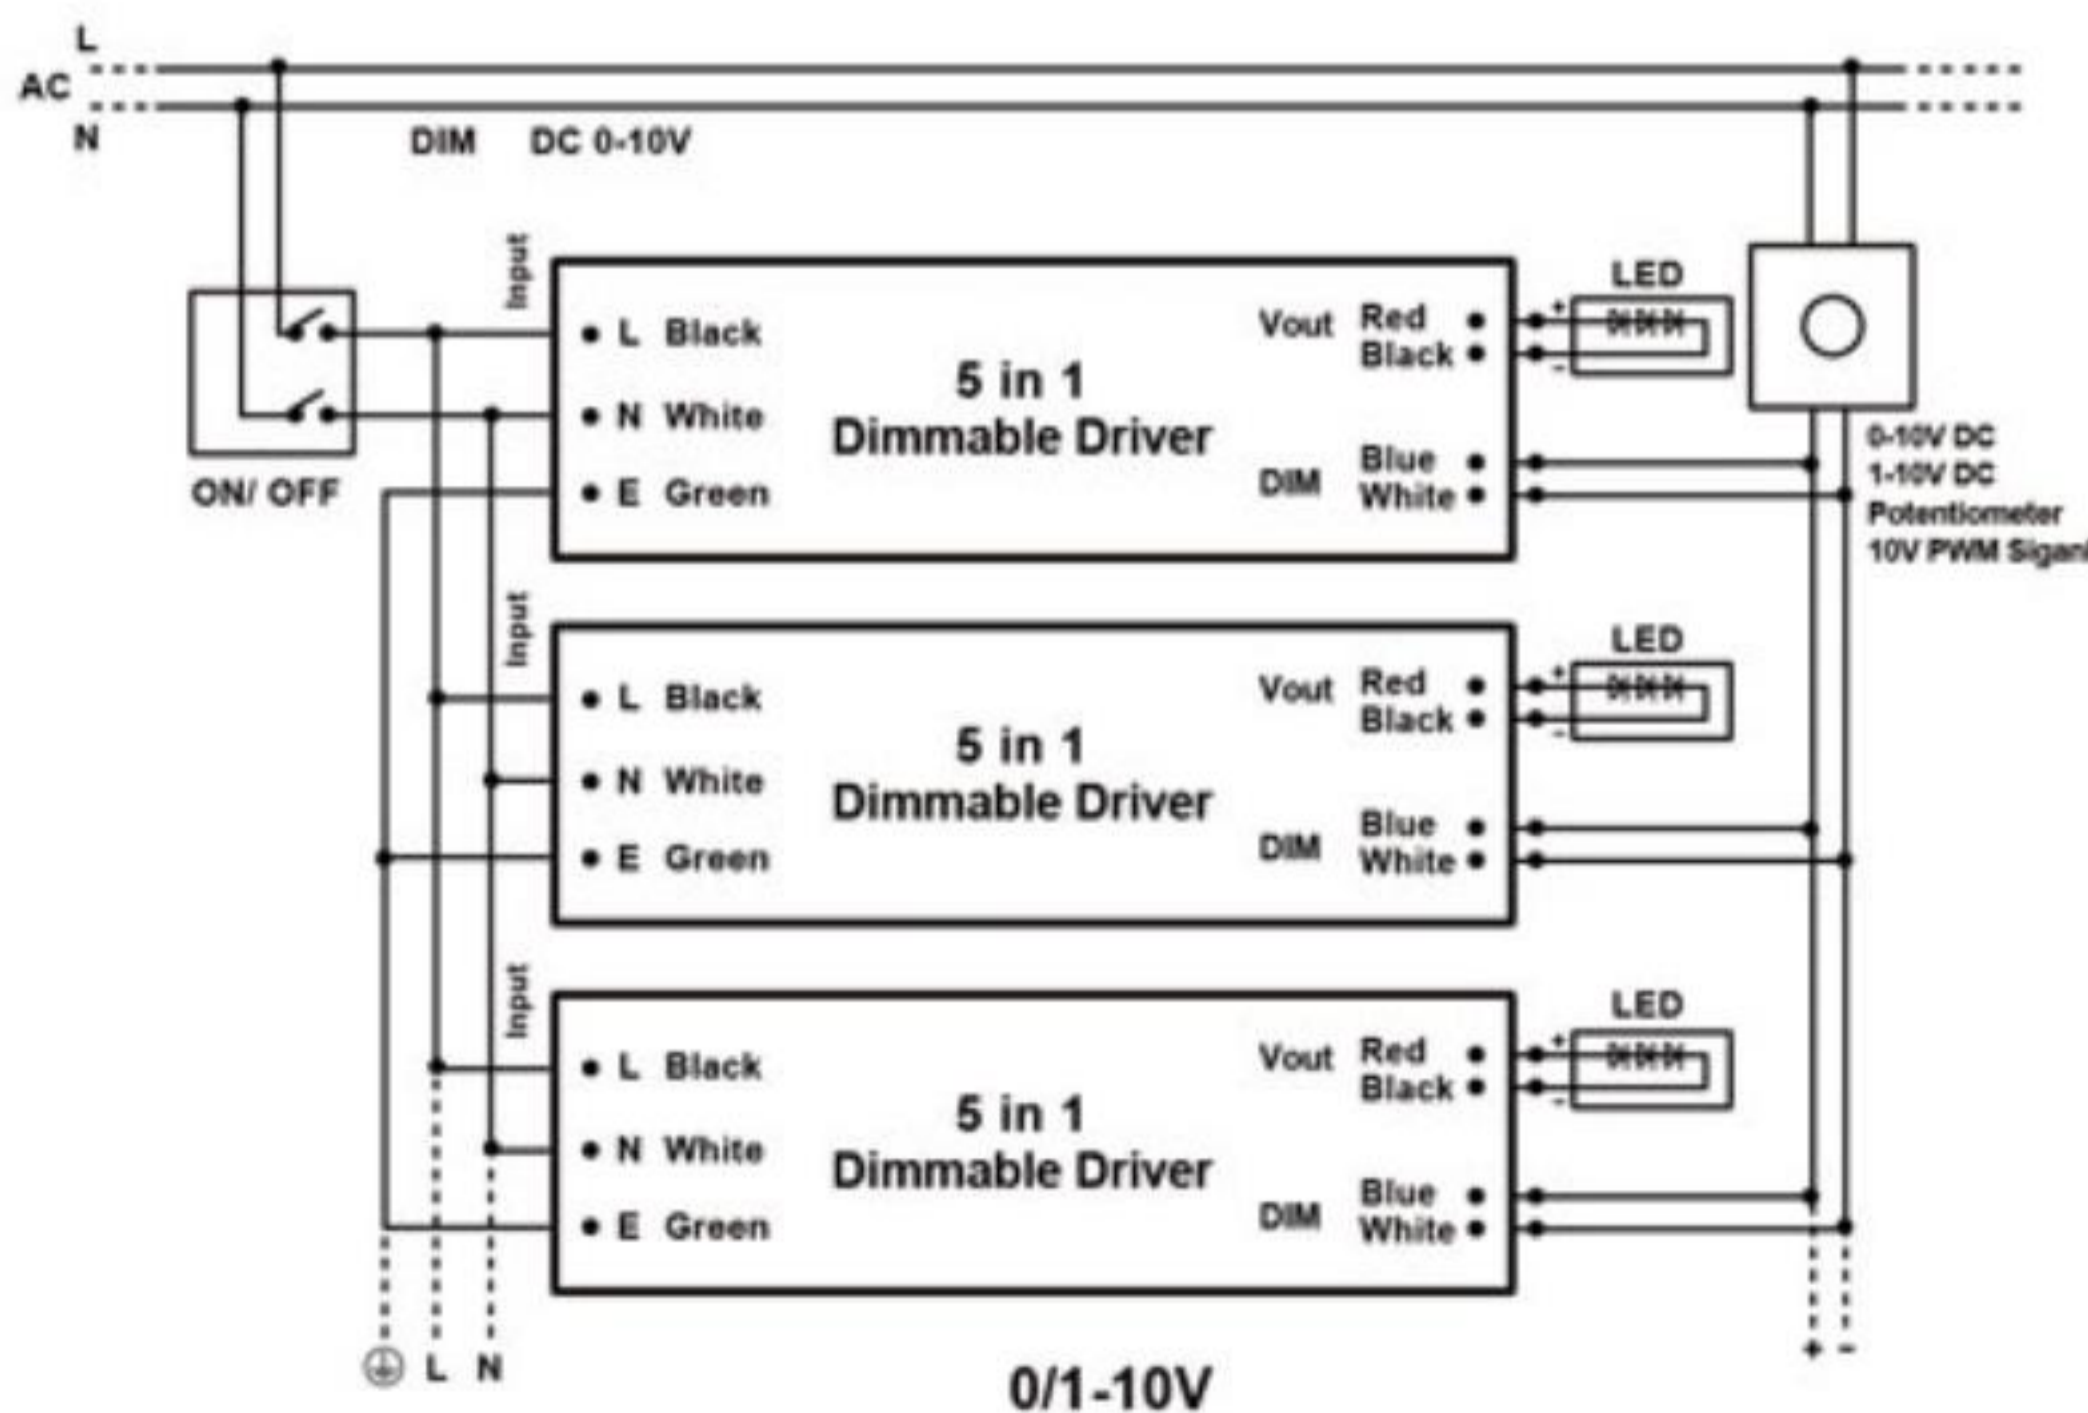 L
AC
N
DIM DC 0-10V
ON/ OFF
Input
L Black
N White
E Green
5 in 1
Dimmable Driver
Vout Red
Black
DIM Blue
White
LED
+
-
0-10V DC
1-10V DC
Potentiometer
10V PWM Siganl
Input
L Black
N White
E Green
5 in 1
Dimmable Driver
Vout Red
Black
DIM Blue
White
LED
+
-
Input
L Black
N White
E Green
5 in 1
Dimmable Driver
Vout Red
Black
DIM Blue
White
LED
+
-
L N
+ -
0/1-10V